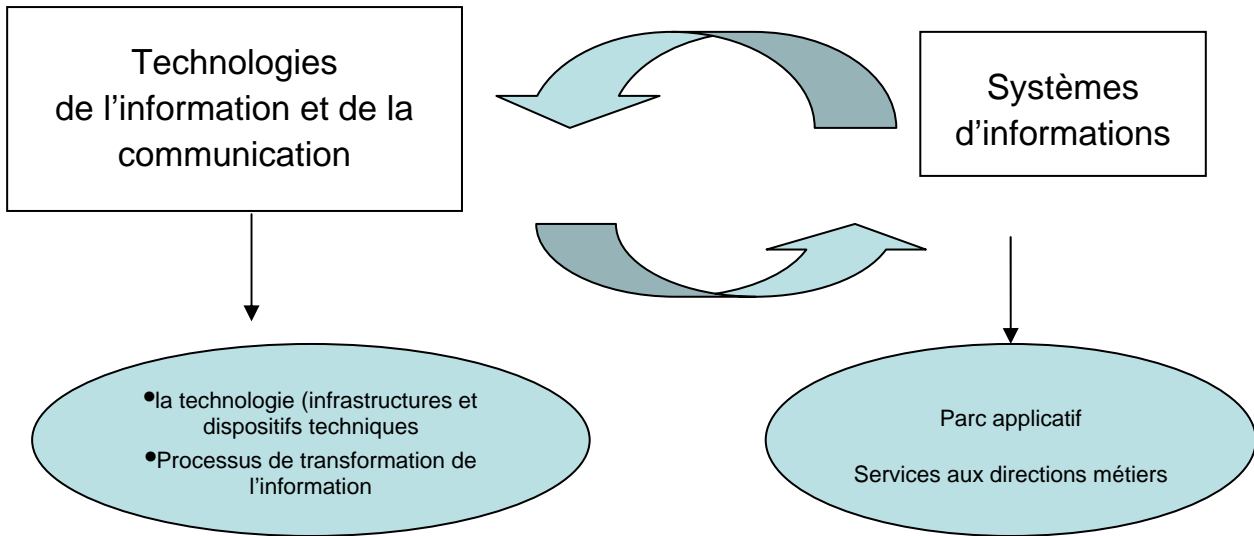 Technologies
de l’information et de la
communication
Systèmes
d’informations
•la technologie (infrastructures et
dispositifs techniques
•Processus de transformation de
l’information
Parc applicatif
Services aux directions métiers